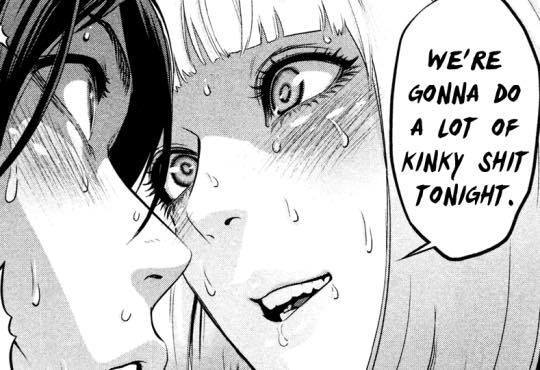 WE'RE
GONNA DO
A LOT OF
KINKY SHIT
TONIGHT.